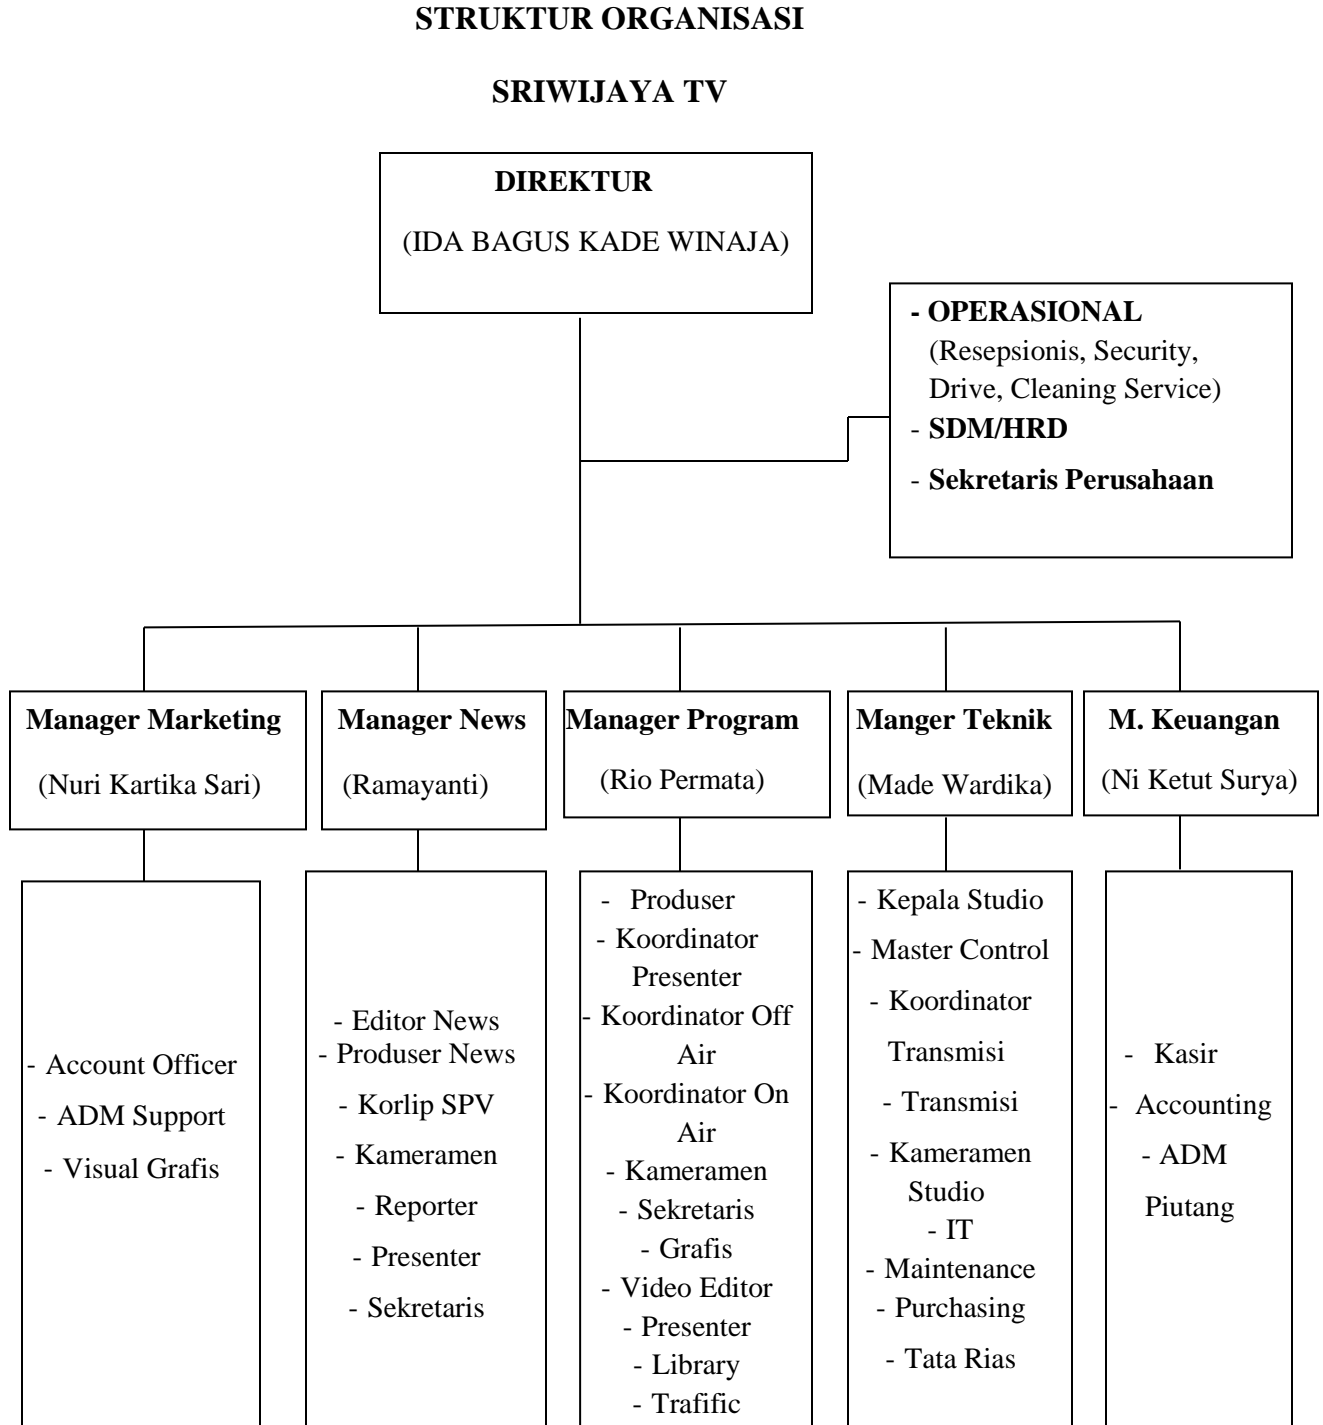 STRUKTUR ORGANISASI
SRIWIJAYA TV
DIREKTUR
(IDA BAGUS KADE WINAJA)
- OPERASIONAL
(Resepsionis, Security,
Drive, Cleaning Service)
- SDM/HRD
- Sekretaris Perusahaan
Manager Marketing
(Nuri Kartika Sari)
Manager News
(Ramayanti)
Manager Program
(Rio Permata)
Manger Teknik
(Made Wardika)
M. Keuangan
(Ni Ketut Surya)
- Account Officer
- ADM Support
- Visual Grafis
- Editor News
- Produser News
- Korlip SPV
- Kameramen
- Reporter
- Presenter
- Sekretaris
- Produser
- Koordinator
Presenter
- Koordinator Off
Air
- Koordinator On
Air
- Kameramen
- Sekretaris
- Grafis
- Video Editor
- Presenter
- Library
- Trafific
- Kepala Studio
- Master Control
- Koordinator
Transmisi
- Transmisi
- Kameramen
Studio
- IT
- Maintenance
- Purchasing
- Tata Rias
- Kasir
- Accounting
- ADM
Piutang